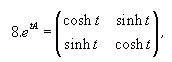 8. e^{tA} = \begin{pmatrix} \cosh t & \sinh t \\ \sinh t & \cosh t \end{pmatrix},